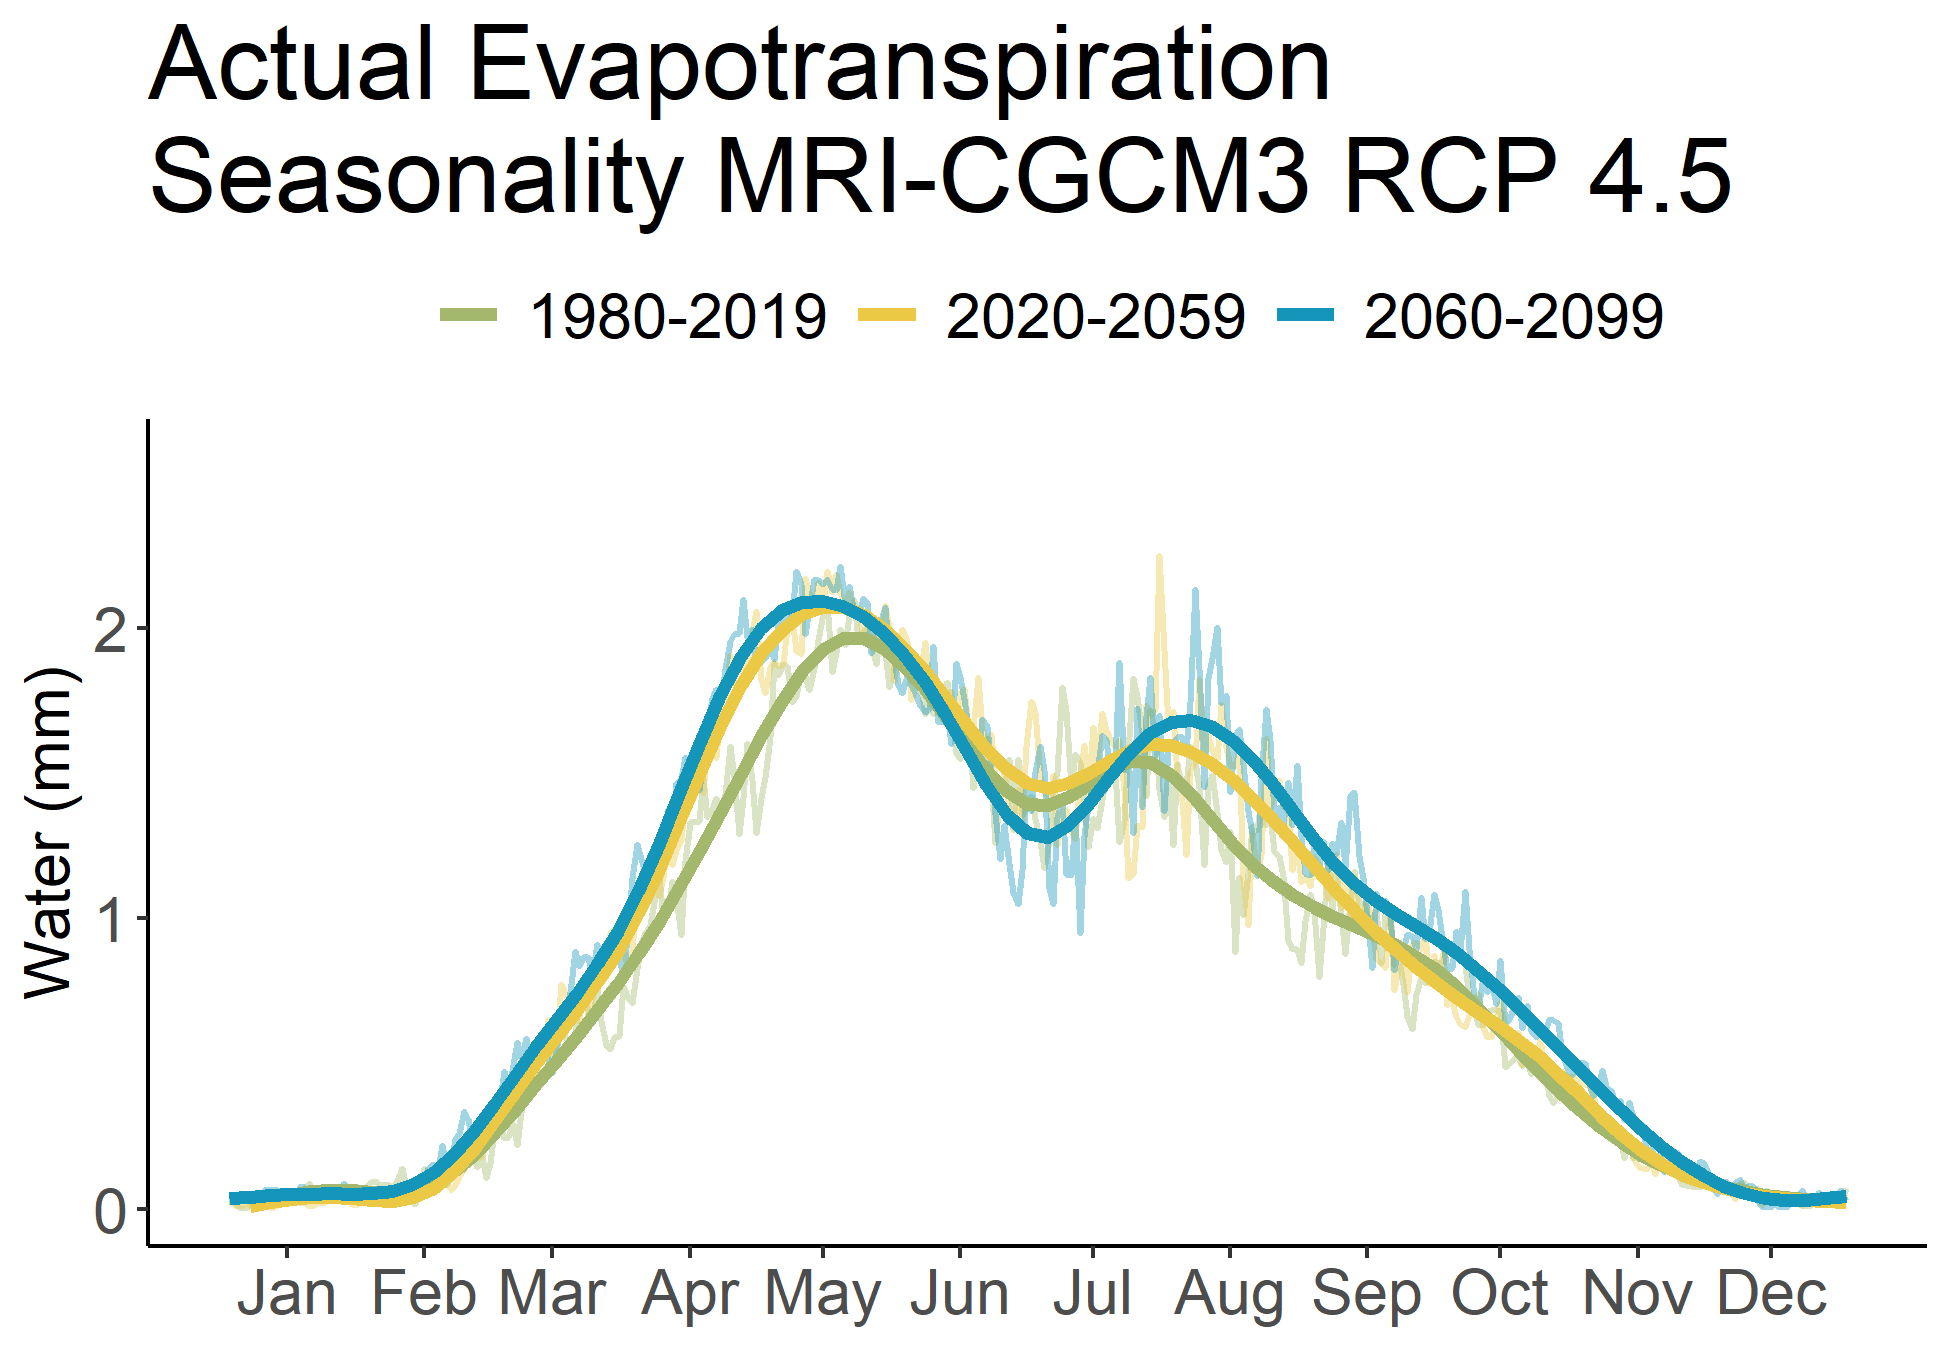 Actual Evapotranspiration
Seasonality MRI-CGCM3 RCP 4.5
1980-2019 2020-2059 2060-2099
Water (mm)
2
1
0
Jan Feb Mar Apr May Jun Jul Aug Sep Oct Nov Dec